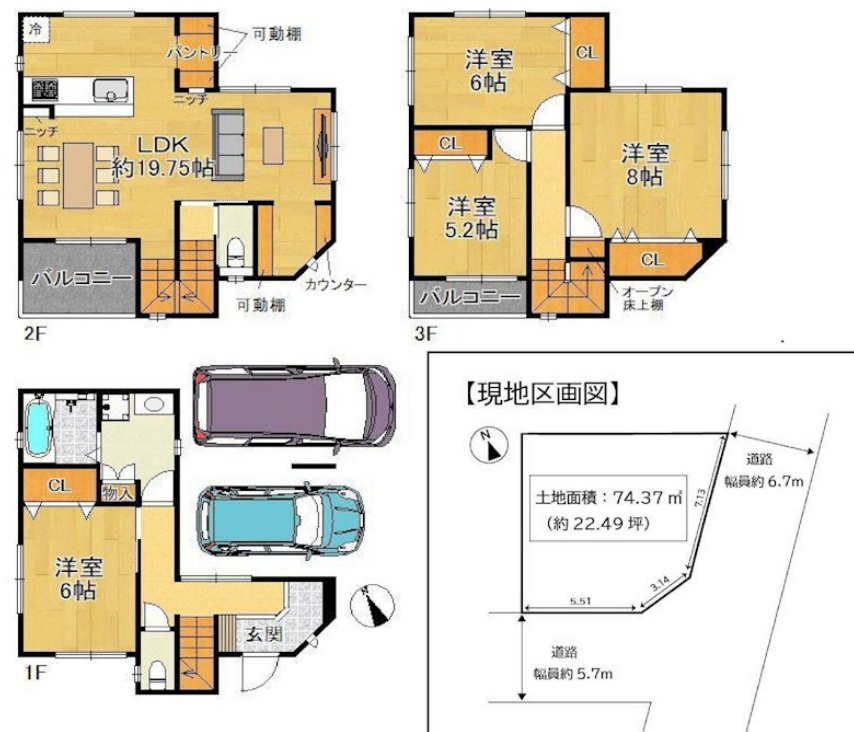 冷
可動棚
パントリー
ニッチ
ニッチ
LDK
約19.75帖
バルコニー
カウンター
可動棚
2F
洋室
6帖
CL
CL
洋室
8帖
洋室
5.2帖
CL
バルコニー
オープン
床上棚
3F
CL
物入
洋室
6帖
玄関
1F
【現地区画図】
N
道路
幅員約 6.7m
土地面積：74.37 ㎡
（約 22.49 坪）
7.13
3.14
5.51
道路
幅員約 5.7m